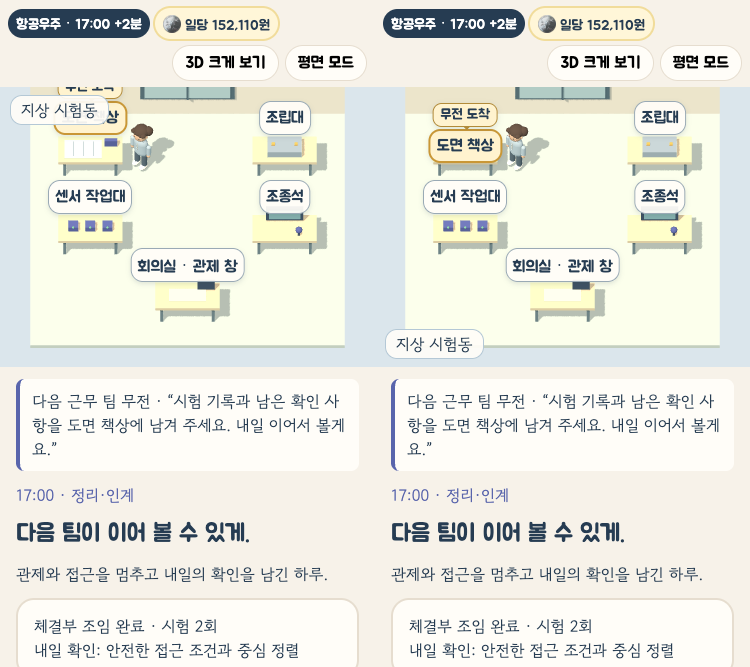 항공우주 · 17:00 +2분
일당 152,110원
3D 크게 보기
평면 모드
지상 시험동
조립대
센서 작업대
조종석
회의실 · 관제 창
다음 근무 팀 무전 · “시험 기록과 남은 확인 사
항을 도면 책상에 남겨 주세요. 내일 이어서 볼게
요.”
17:00 · 정리·인계
다음 팀이 이어 볼 수 있게.
관제와 접근을 멈추고 내일의 확인을 남긴 하루.
체결부 조임 완료 · 시험 2회
내일 확인: 안전한 접근 조건과 중심 정렬
항공우주 · 17:00 +2분
일당 152,110원
3D 크게 보기
평면 모드
무전 도착
도면 책상
조립대
센서 작업대
조종석
회의실 · 관제 창
지상 시험동
다음 근무 팀 무전 · “시험 기록과 남은 확인 사
항을 도면 책상에 남겨 주세요. 내일 이어서 볼게
요.”
17:00 · 정리·인계
다음 팀이 이어 볼 수 있게.
관제와 접근을 멈추고 내일의 확인을 남긴 하루.
체결부 조임 완료 · 시험 2회
내일 확인: 안전한 접근 조건과 중심 정렬